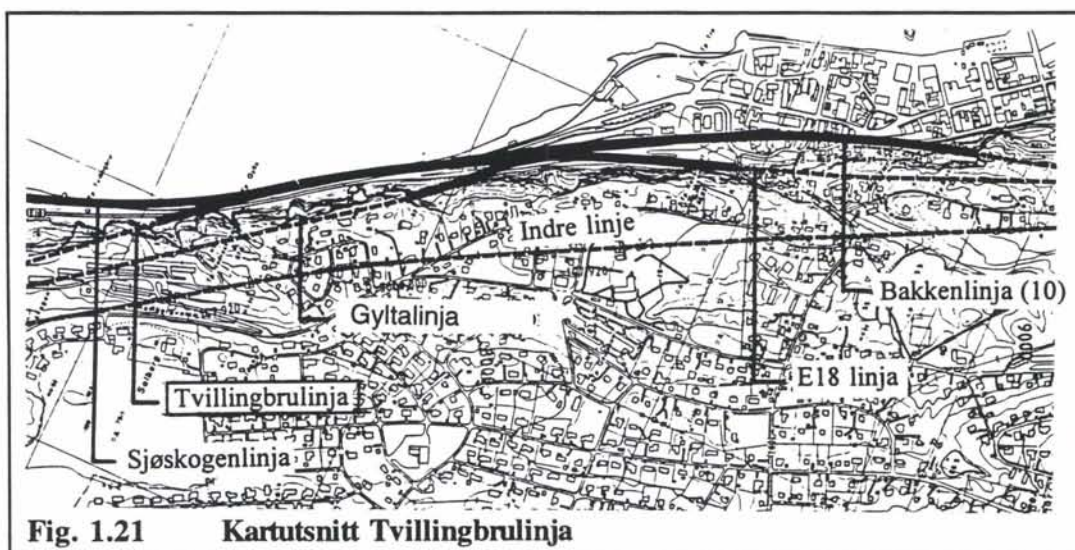 Indre linje
Bakkenlinja (10)
Gyltalinja
E18 linja
Tvillingbrulinja
Sjøskogenlinja
Fig. 1.21 Kartutsnitt Tvillingbrulinja